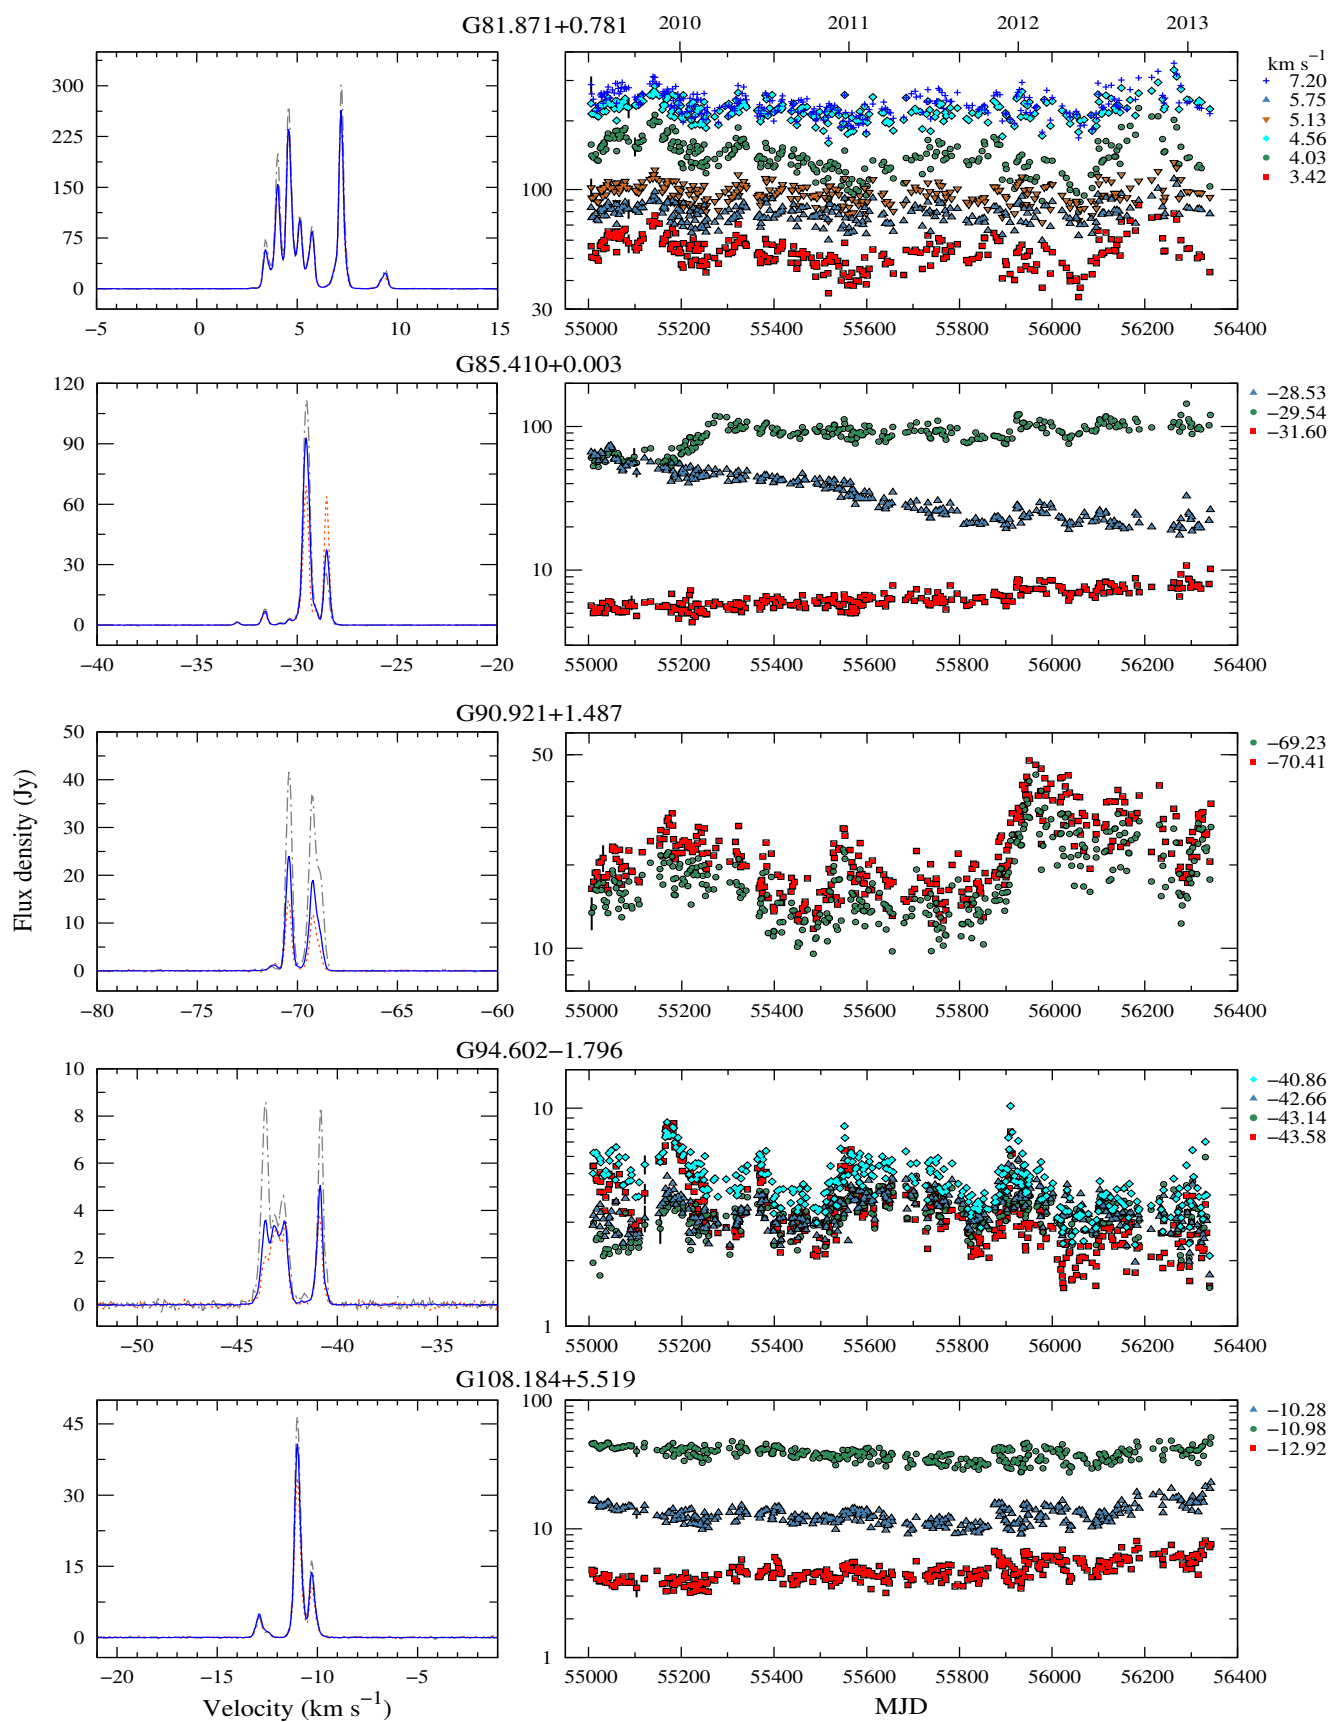 G81.871+0.781
2010 2011 2012 2013
300
225
150
75
0
−5 0 5 10 15
100
30
55000 55200 55400 55600 55800 56000 56200 56400
km s−1
7.20
5.75
5.13
4.56
4.03
3.42
G85.410+0.003
120
90
60
30
0
−40 −35 −30 −25 −20
100
10
55000 55200 55400 55600 55800 56000 56200 56400
−28.53
−29.54
−31.60
G90.921+1.487
Flux density (Jy)
50
40
30
20
10
0
−80 −75 −70 −65 −60
50
10
55000 55200 55400 55600 55800 56000 56200 56400
−69.23
−70.41
G94.602−1.796
10
8
6
4
2
0
−50 −45 −40 −35
10
1
55000 55200 55400 55600 55800 56000 56200 56400
−40.86
−42.66
−43.14
−43.58
G108.184+5.519
45
30
15
0
−20 −15 −10 −5
Velocity (km s−1)
100
10
1
55000 55200 55400 55600 55800 56000 56200 56400
MJD
−10.28
−10.98
−12.92